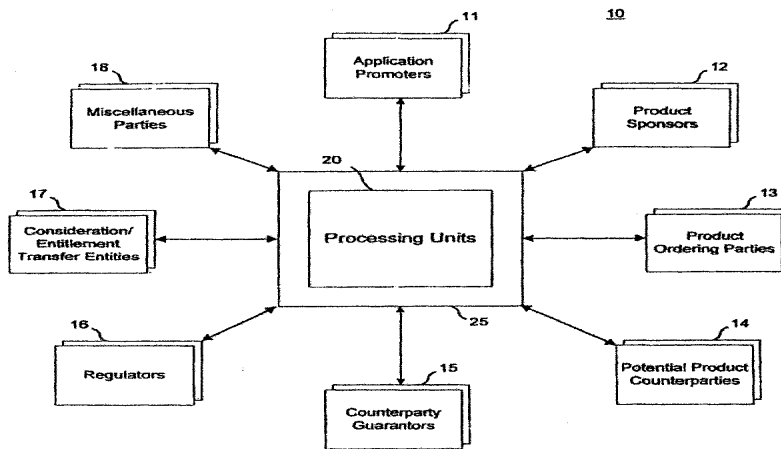 10
11
Application
Promoters
18
Miscellaneous
Parties
12
Product
Sponsors
20
Processing Units
17
Consideration/
Entitlement
Transfer Entities
13
Product
Ordering Parties
25
16
Regulators
15
Counterparty
Guarantors
14
Potential Product
Counterparties